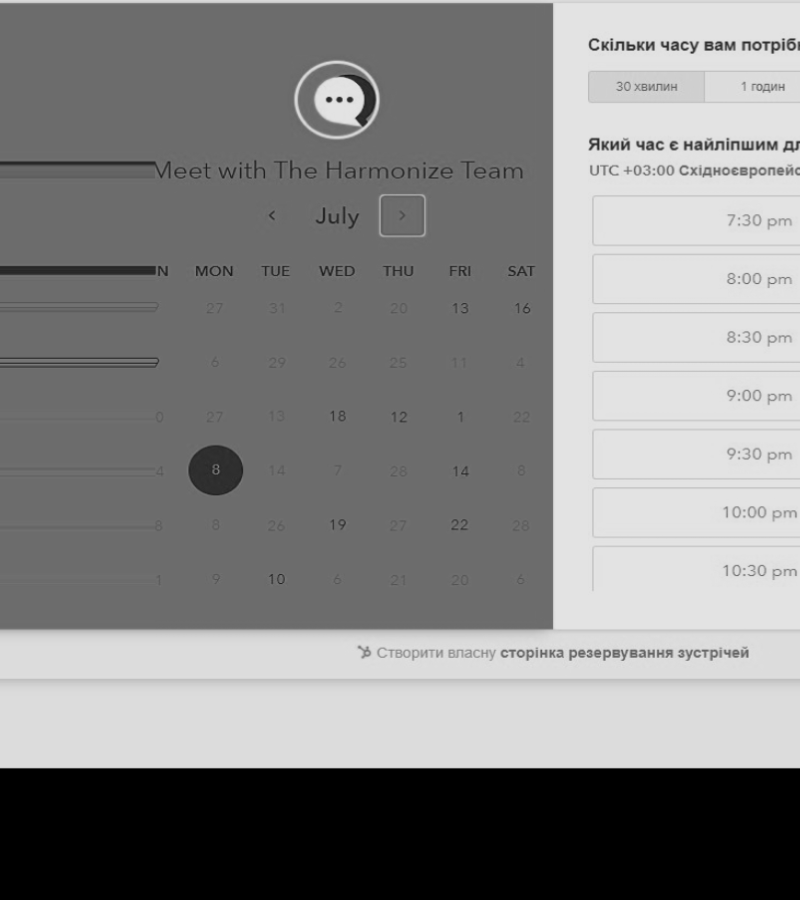 Meet with The Harmonize Team
July
N MON TUE WED THU FRI SAT
27 31 2 20 13 16
6 29 26 25 11 4
0 27 13 18 12 1 22
4 8 14 7 28 14 8
8 8 26 19 27 22 28
1 9 10 6 21 20 6
Скільки часу вам потріб
30 хвилин 1 годин
Який час є найліпшим дл
UTC +03:00 Східноєвропейс
7:30 pm
8:00 pm
8:30 pm
9:00 pm
9:30 pm
10:00 pm
10:30 pm
Створити власну сторінка резервування зустрічей